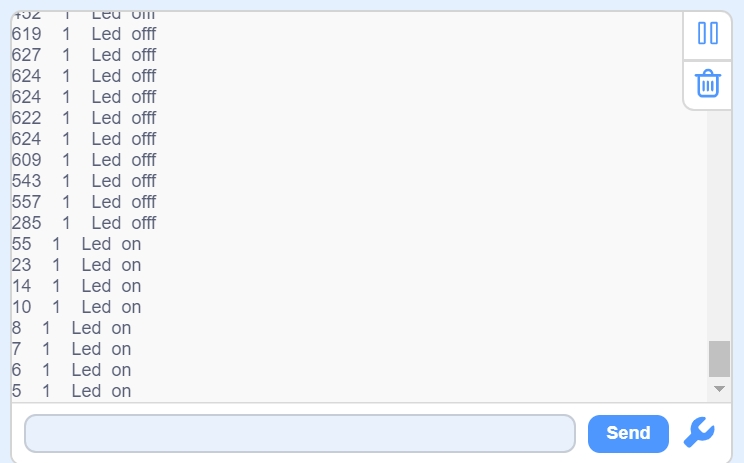 452 1 Led offf
619 1 Led offf
627 1 Led offf
624 1 Led offf
624 1 Led offf
622 1 Led offf
624 1 Led offf
609 1 Led offf
543 1 Led offf
557 1 Led offf
285 1 Led offf
55 1 Led on
23 1 Led on
14 1 Led on
10 1 Led on
8 1 Led on
7 1 Led on
6 1 Led on
5 1 Led on
Send